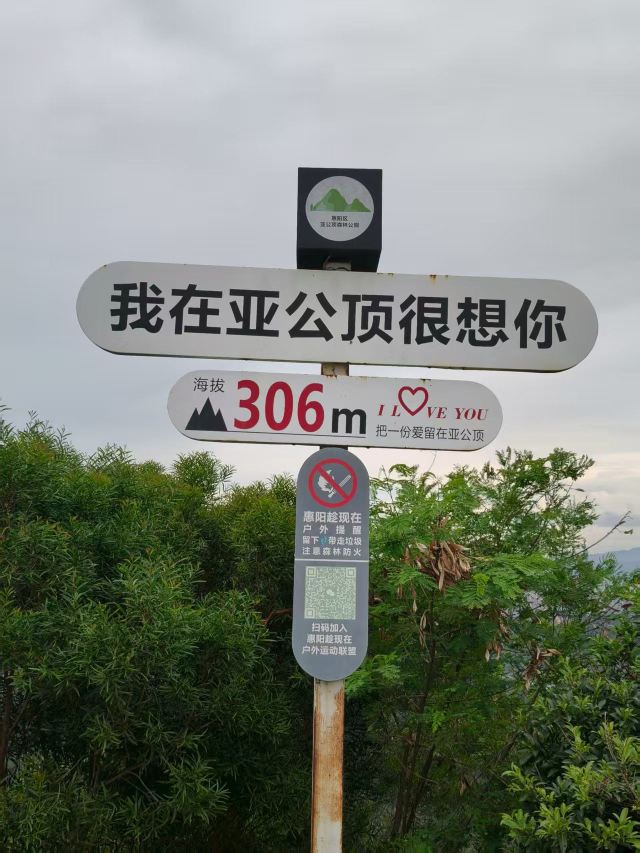 惠阳区
亚公顶森林公园
我在亚公顶很想你
海拔
306m
I LOVE YOU
把一份爱留在亚公顶
惠阳趁现在
户外提醒
留下 带走垃圾
注意森林防火
扫码加入
惠阳趁现在
户外运动联盟